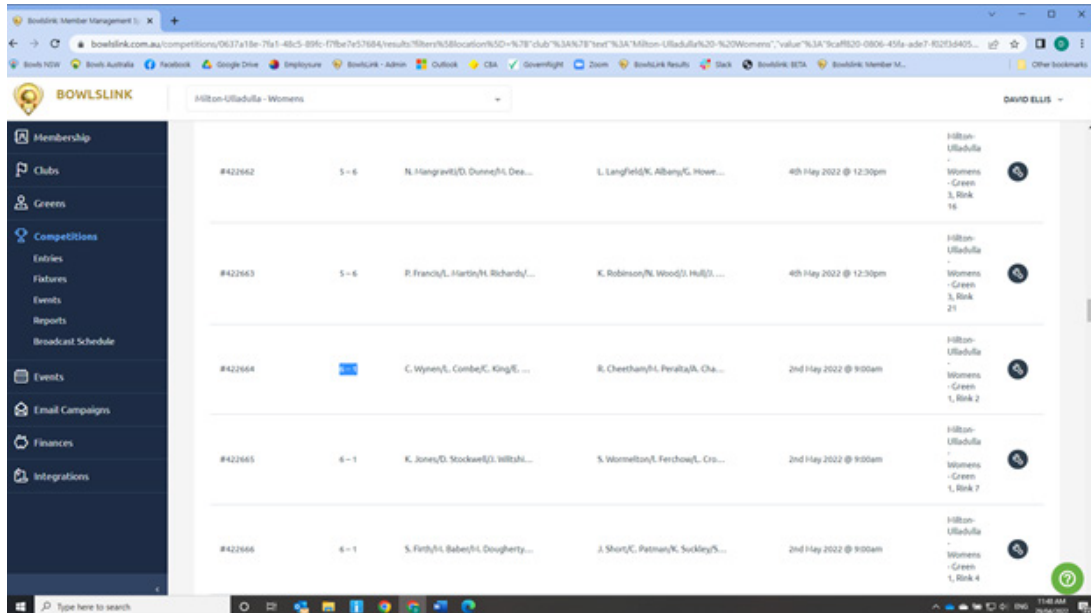 Bowlslink: Member Management Sy
bowlslink.com.au/competitions/0637a18e-7fa1-48c5-89fc-f7fbe7e57684/results?filters%5Blocation%5D=%7B"club"%3A%7B"text"%3A"Milton-Ulladulla%20-%20Womens","value"%3A"9caff820-0806-45fa-ade7-f02f3d405...
Bowls NSW Bowls Australia Facebook Google Drive Employsure BowlsLink - Admin Outlook CBA GovernRight Zoom BowlsLink Results Slack Bowlslink: BETA Bowlslink: Member M... Other bookmarks
BOWLSLINK
Milton-Ulladulla - Womens
DAVID ELLIS
Membership
Clubs
Greens
Competitions
Entries
Fixtures
Events
Reports
Broadcast Schedule
Events
Email Campaigns
Finances
Integrations
#422662 5 – 6 N. Mangraviti/D. Dunne/M. Dea... L. Langfield/K. Albany/G. Howe... 4th May 2022 @ 12:30pm
Milton-
Ulladulla
-
Womens
- Green
3, Rink
16
#422663 5 – 6 P. Francis/L. Martin/H. Richards/... K. Robinson/N. Wood/J. Hull/J. ... 4th May 2022 @ 12:30pm
Milton-
Ulladulla
-
Womens
- Green
3, Rink
21
#422664 C. Wynen/L. Combe/C. King/E. ... R. Cheetham/M. Peralta/A. Cha... 2nd May 2022 @ 9:00am
Milton-
Ulladulla
-
Womens
- Green
1, Rink 2
#422665 6 – 1 K. Jones/D. Stockwell/J. Wiltshi... S. Wormelton/I. Ferchow/L. Cro... 2nd May 2022 @ 9:00am
Milton-
Ulladulla
-
Womens
- Green
1, Rink 7
#422666 6 – 1 S. Firth/M. Baber/M. Dougherty... J. Short/C. Patman/K. Suckley/S... 2nd May 2022 @ 9:00am
Milton-
Ulladulla
-
Womens
- Green
1, Rink 4
Type here to search
ENG
11:48 AM